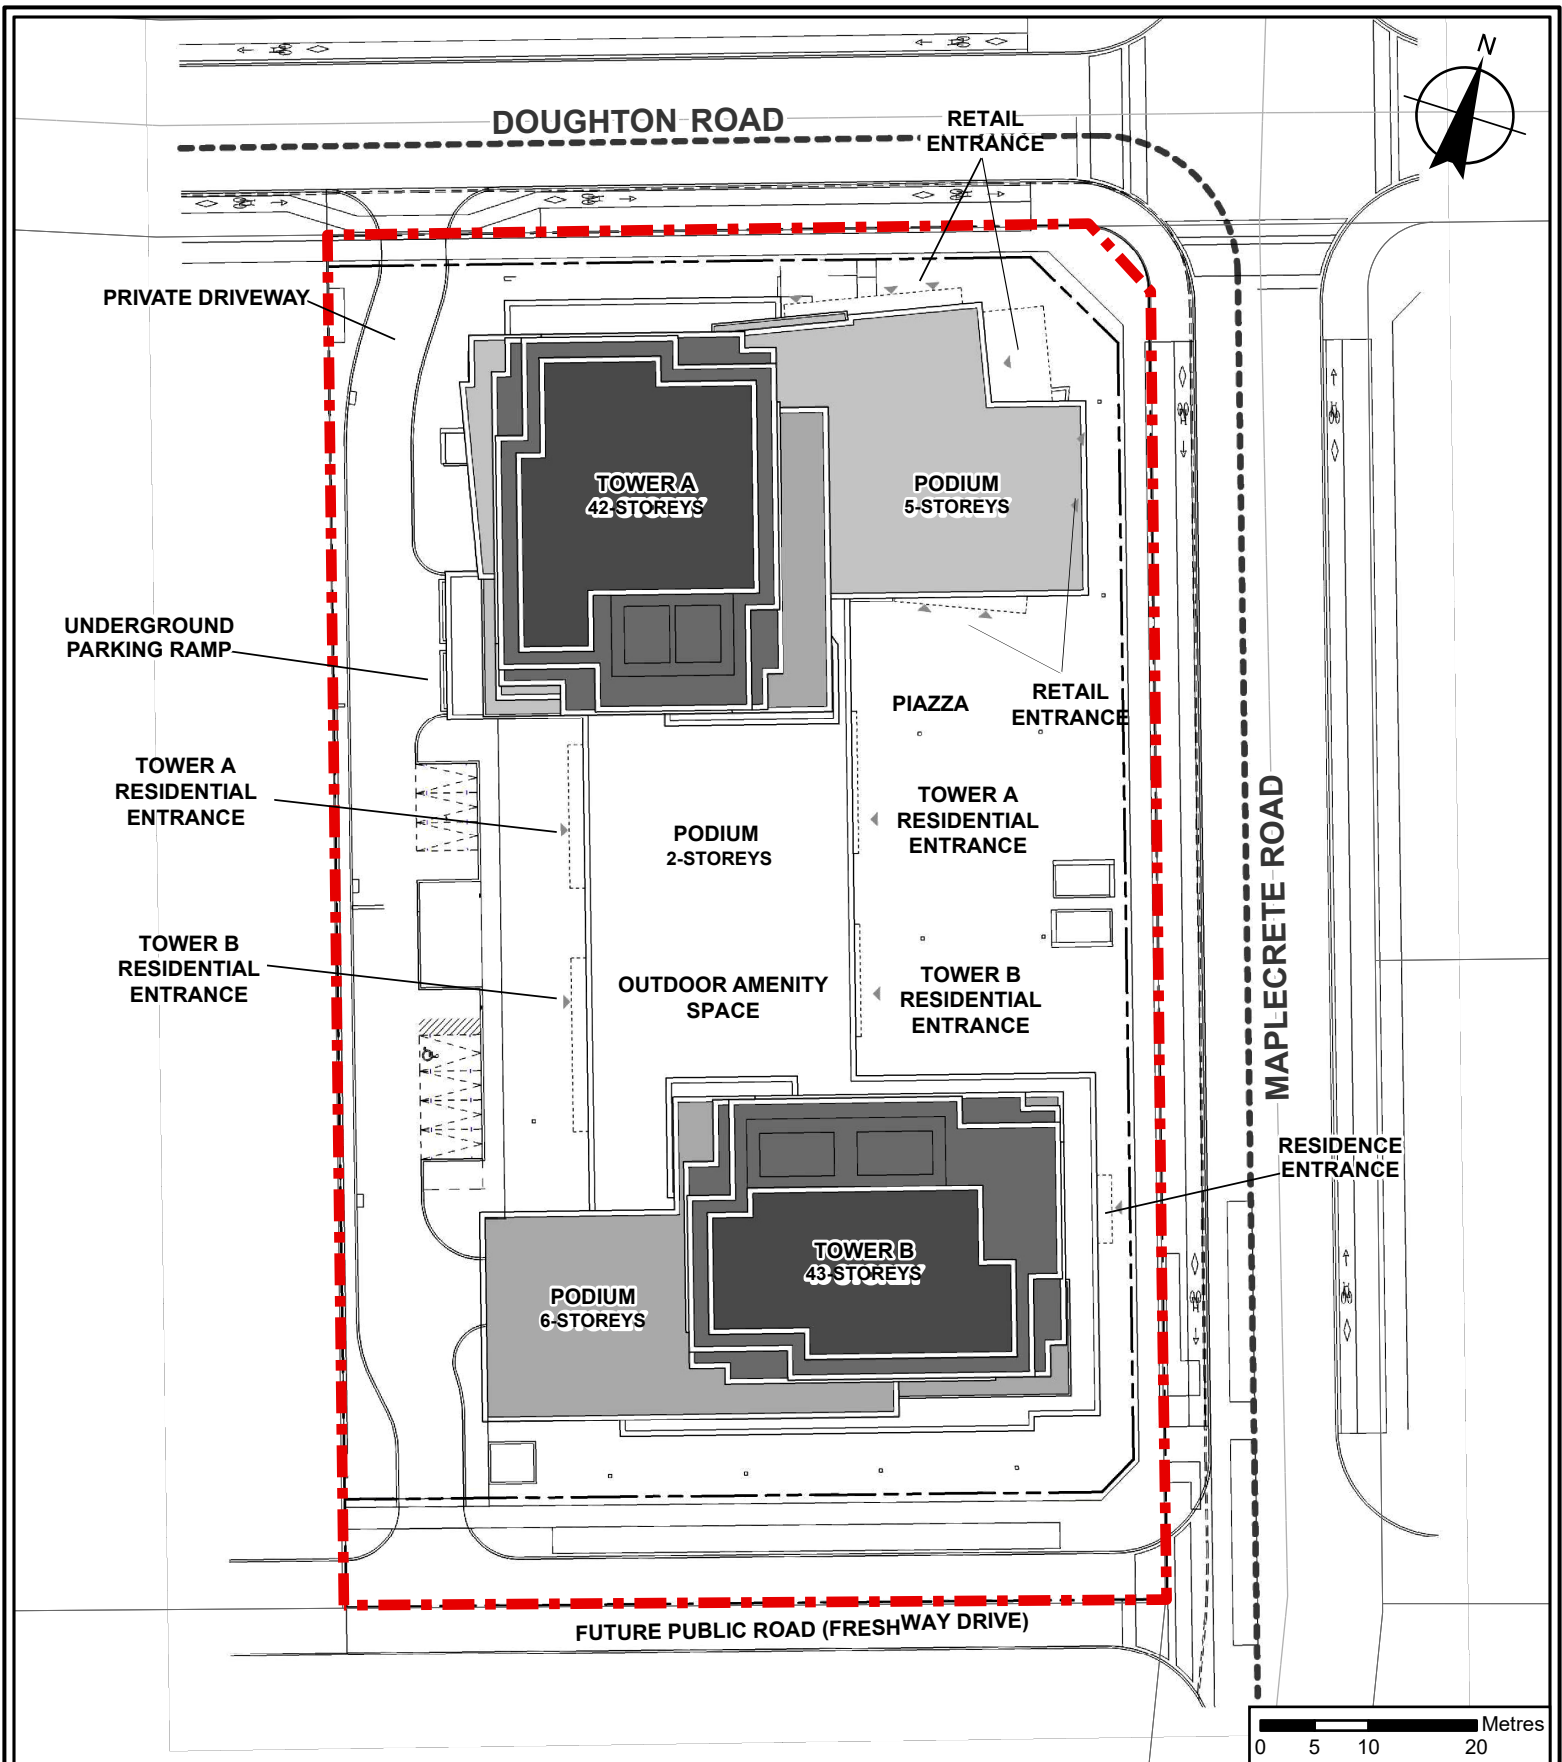 N
DOUGHTON ROAD
RETAIL
ENTRANCE
PRIVATE DRIVEWAY
TOWER A
42-STOREYS
PODIUM
5-STOREYS
UNDERGROUND
PARKING RAMP
PIAZZA
RETAIL
ENTRANCE
TOWER A
RESIDENTIAL
ENTRANCE
PODIUM
2-STOREYS
TOWER A
RESIDENTIAL
ENTRANCE
MAPLECRETE ROAD
TOWER B
RESIDENTIAL
ENTRANCE
OUTDOOR AMENITY
SPACE
TOWER B
RESIDENTIAL
ENTRANCE
RESIDENCE
ENTRANCE
TOWER B
43-STOREYS
PODIUM
6-STOREYS
FUTURE PUBLIC ROAD (FRESHWAY DRIVE)
Metres
0 5 10 20